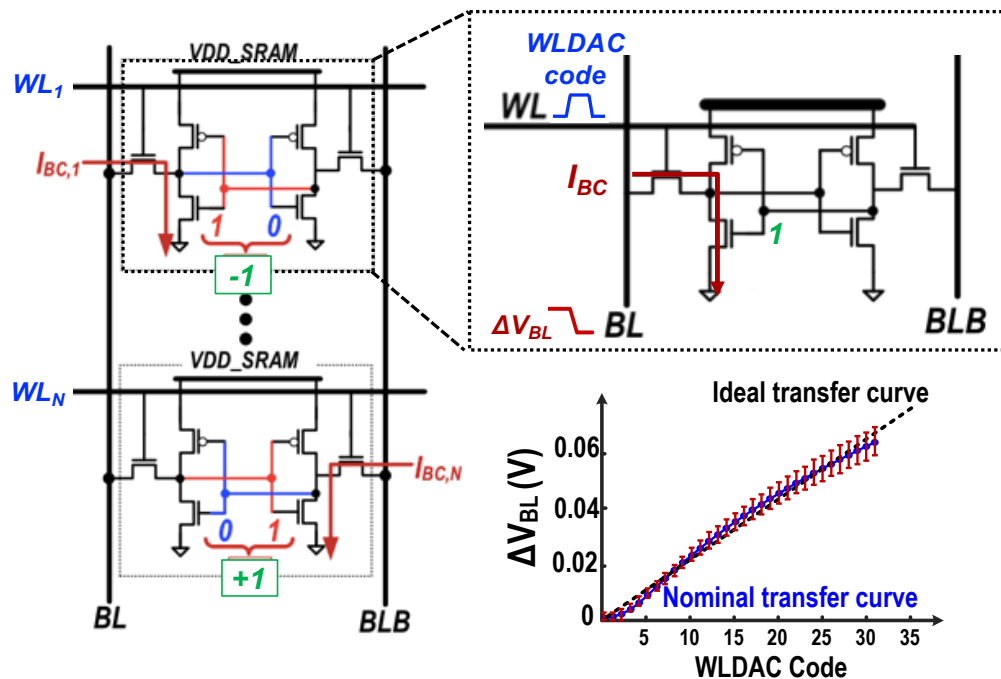 VDD_SRAM
WL1
IBC,1
1 0
-1
VDD_SRAM
WLN
IBC,N
0 1
+1
BL BLB
WLDAC
code
WL
IBC
1
ΔVBL
BL
BLB
Ideal transfer curve
Nominal transfer curve
ΔVBL (V)
0.06
0.04
0.02
0
5 10 15 20 25 30 35
WLDAC Code